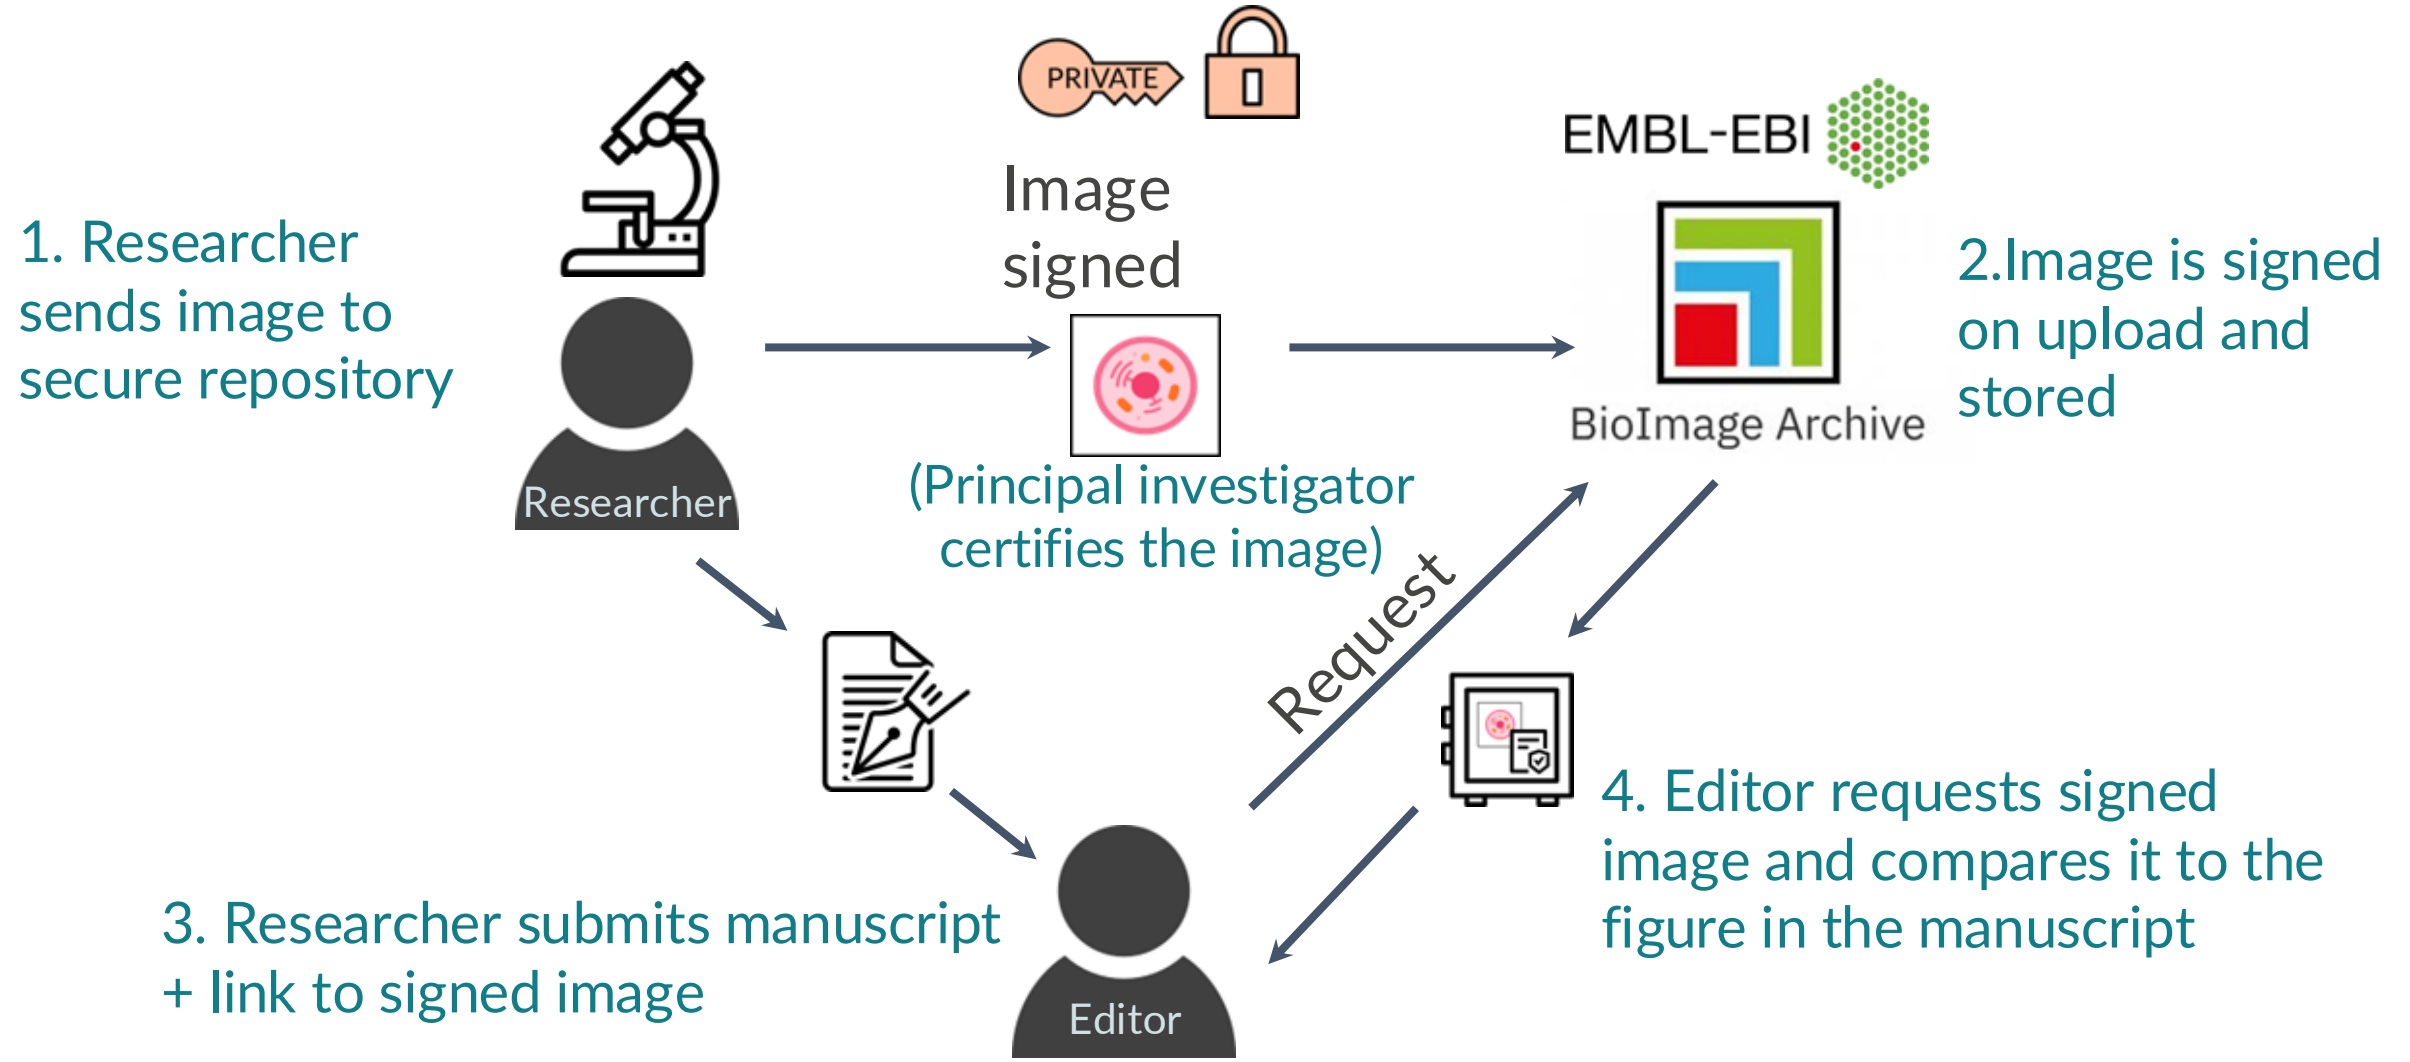 PRIVATE
EMBL-EBI
Image
signed
1. Researcher
sends image to
secure repository
2.Image is signed
on upload and
stored
BioImage Archive
Researcher
(Principal investigator
certifies the image)
Request
4. Editor requests signed
image and compares it to the
figure in the manuscript
3. Researcher submits manuscript
+ link to signed image
Editor